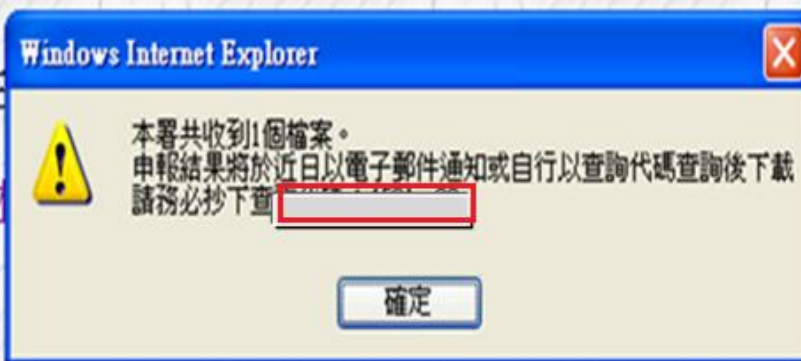 Windows Internet Explorer
本署共收到1個檔案。
申報結果將於近日以電子郵件通知或自行以查詢代碼查詢後下載
請務必抄下查
確定